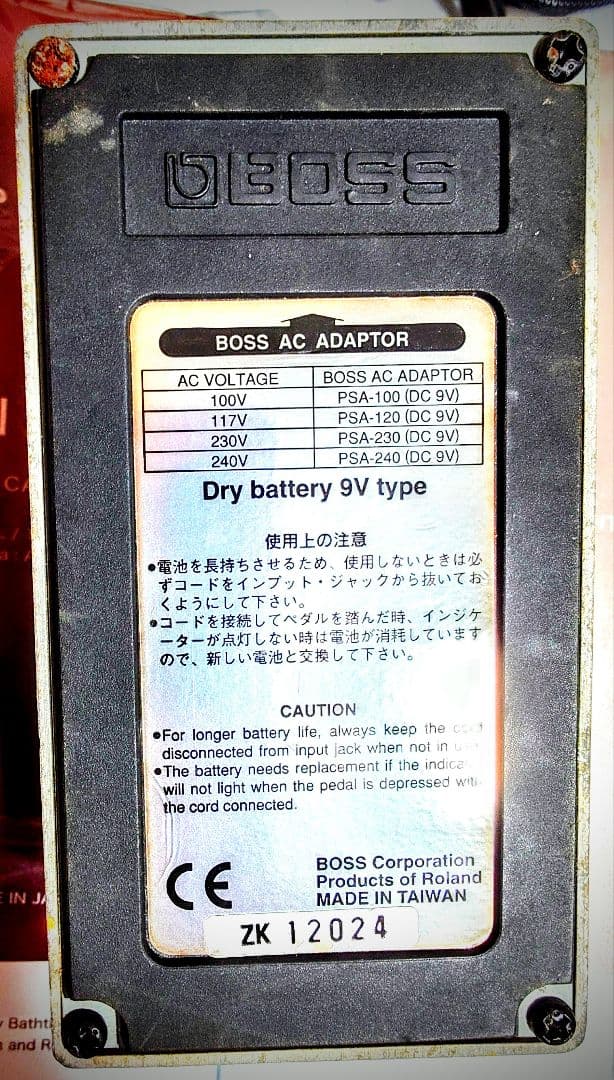 BOSS
BOSS AC ADAPTOR
AC VOLTAGE BOSS AC ADAPTOR
100V PSA-100 (DC 9V)
117V PSA-120 (DC 9V)
230V PSA-230 (DC 9V)
240V PSA-240 (DC 9V)
Dry battery 9V type
使用上の注意
●電池を長持ちさせるため、使用しないときは必
ずコードをインプット・ジャックから抜いてお
くようにして下さい。
●コードを接続してペダルを踏んだ時、インジケ
ーターが点灯しない時は電池が消耗しています
ので、新しい電池と交換して下さい。
CAUTION
●For longer battery life, always keep the cord
disconnected from input jack when not in
●The battery needs replacement if the
will not light when the pedal is depressed with
the cord connected.
CE
BOSS Corporation
Products of Roland
MADE IN TAIWAN
ZK 12024